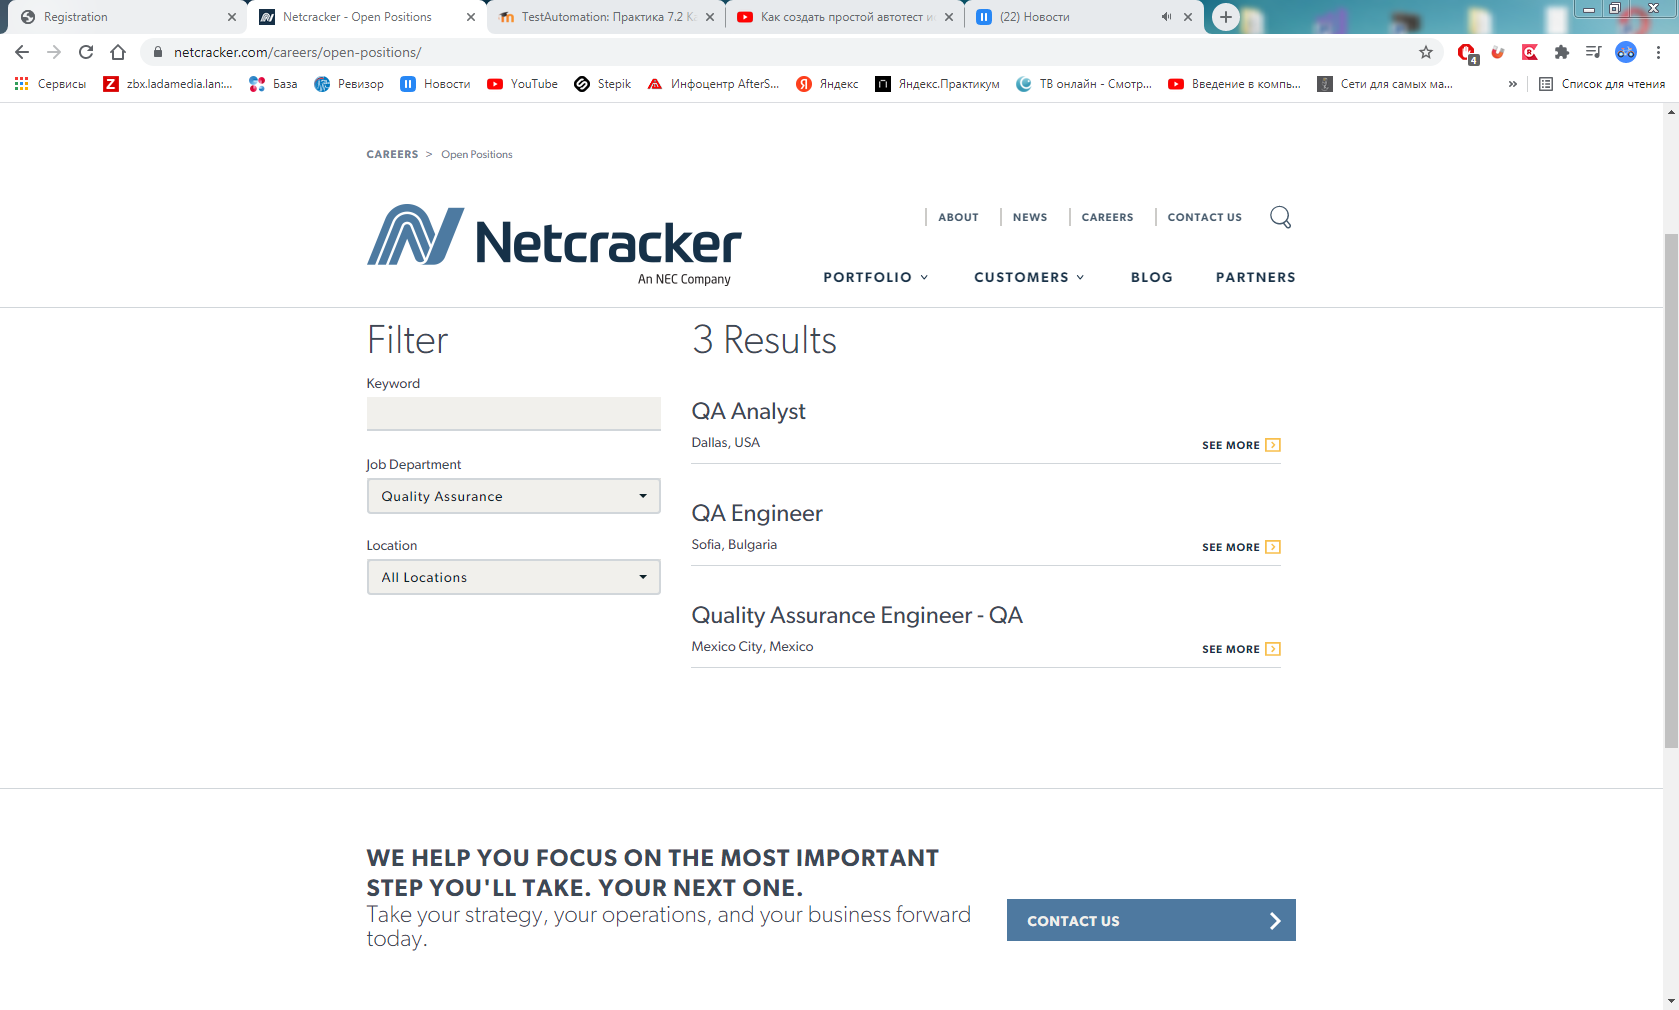 Registration
Netcracker - Open Positions
TestAutomation: Практика 7.2 К
Как создать простой автотест и
(22) Новости
netcracker.com/careers/open-positions/
4
Сервисы
zbx.ladamedia.lan:...
База
Ревизор
Новости
YouTube
Stepik
Инфоцентр AfterS...
Яндекс
Яндекс.Практикум
ТВ онлайн - Смотр...
Введение в компь...
Сети для самых ма...
»
Список для чтения
CAREERS > Open Positions
Netcracker
An NEC Company
ABOUT
NEWS
CAREERS
CONTACT US
PORTFOLIO
CUSTOMERS
BLOG
PARTNERS
Filter
Keyword
Job Department
Quality Assurance
Location
All Locations
3 Results
QA Analyst
Dallas, USA
SEE MORE
QA Engineer
Sofia, Bulgaria
SEE MORE
Quality Assurance Engineer - QA
Mexico City, Mexico
SEE MORE
WE HELP YOU FOCUS ON THE MOST IMPORTANT
STEP YOU'LL TAKE. YOUR NEXT ONE.
Take your strategy, your operations, and your business forward
today.
CONTACT US